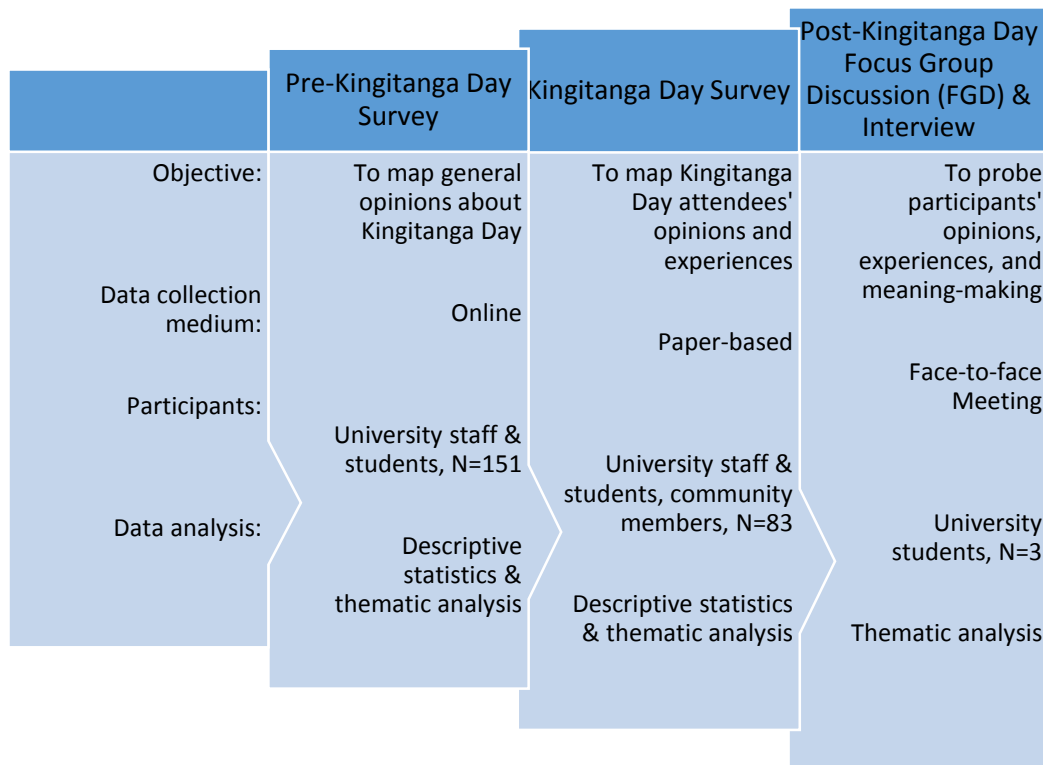 Pre-Kingitanga Day
Survey
Kingitanga Day Survey
Post-Kingitanga Day
Focus Group
Discussion (FGD) &
Interview
Objective:
Data collection
medium:
Participants:
Data analysis:
To map general
opinions about
Kingitanga Day
Online
University staff &
students, N=151
Descriptive
statistics &
thematic analysis
To map Kingitanga
Day attendees'
opinions and
experiences
Paper-based
University staff &
students, community
members, N=83
Descriptive statistics
& thematic analysis
To probe
participants'
opinions,
experiences, and
meaning-making
Face-to-face
Meeting
University
students, N=3
Thematic analysis